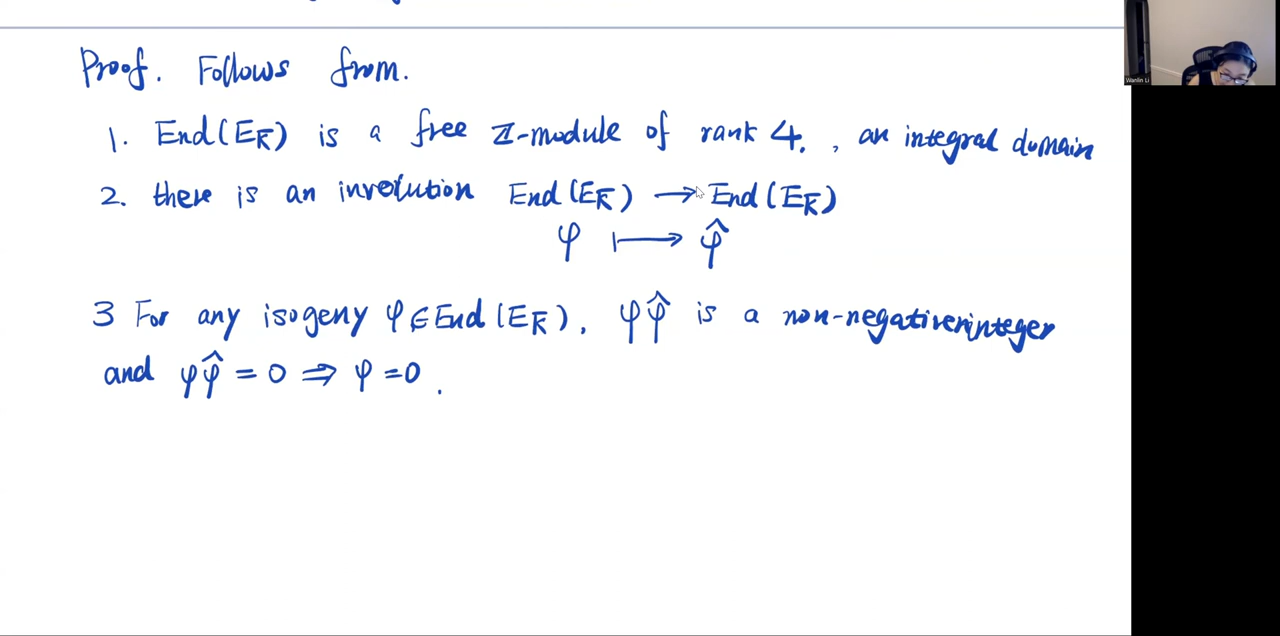 Proof. Follows from.
1. End(E_k̄) is a free ℤ-module of rank 4. , an integral domain
2. there is an involution End(E_k̄) → End(E_k̄)
φ ↦ φ̂
3 For any isogeny φ ∈ End(E_k̄), φφ̂ is a non-negative integer
and φφ̂ = 0 ⇒ φ = 0 .
Wanlin Li